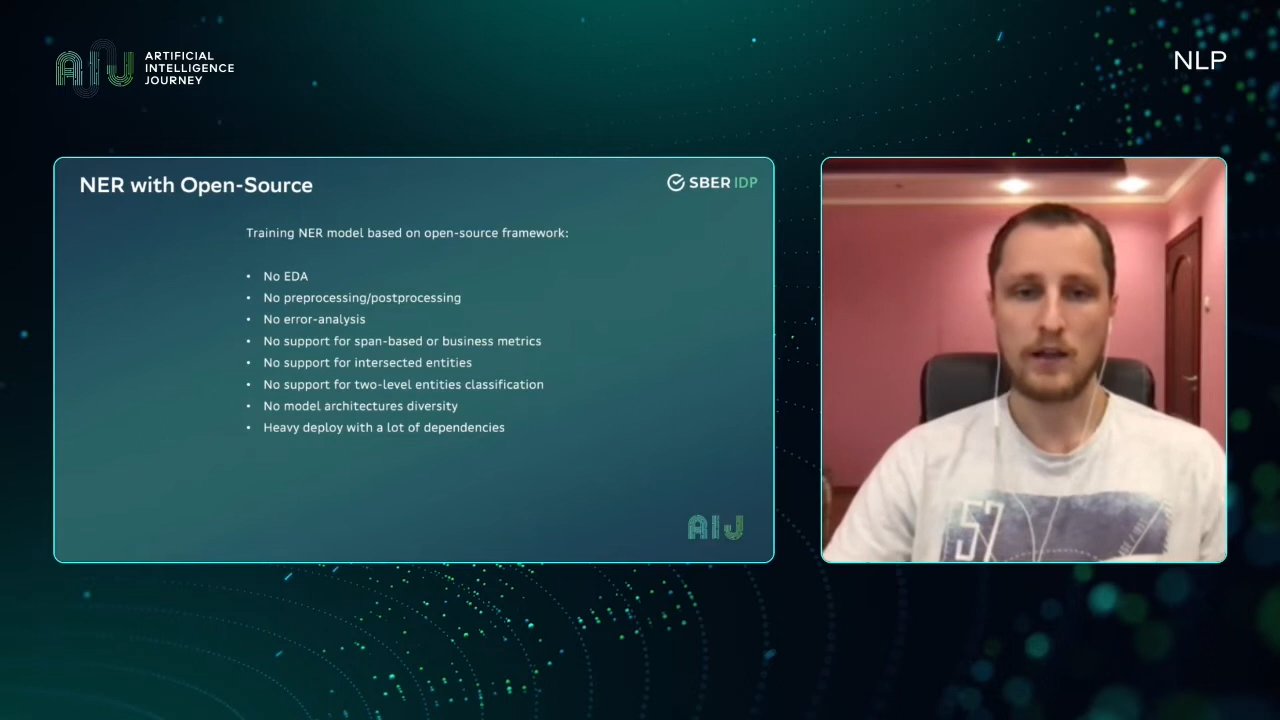 ARTIFICIAL
INTELLIGENCE
JOURNEY
NLP
NER with Open-Source
SBER IDP
Training NER model based on open-source framework:
• No EDA
• No preprocessing/postprocessing
• No error-analysis
• No support for span-based or business metrics
• No support for intersected entities
• No support for two-level entities classification
• No model architectures diversity
• Heavy deploy with a lot of dependencies
AIJ
57